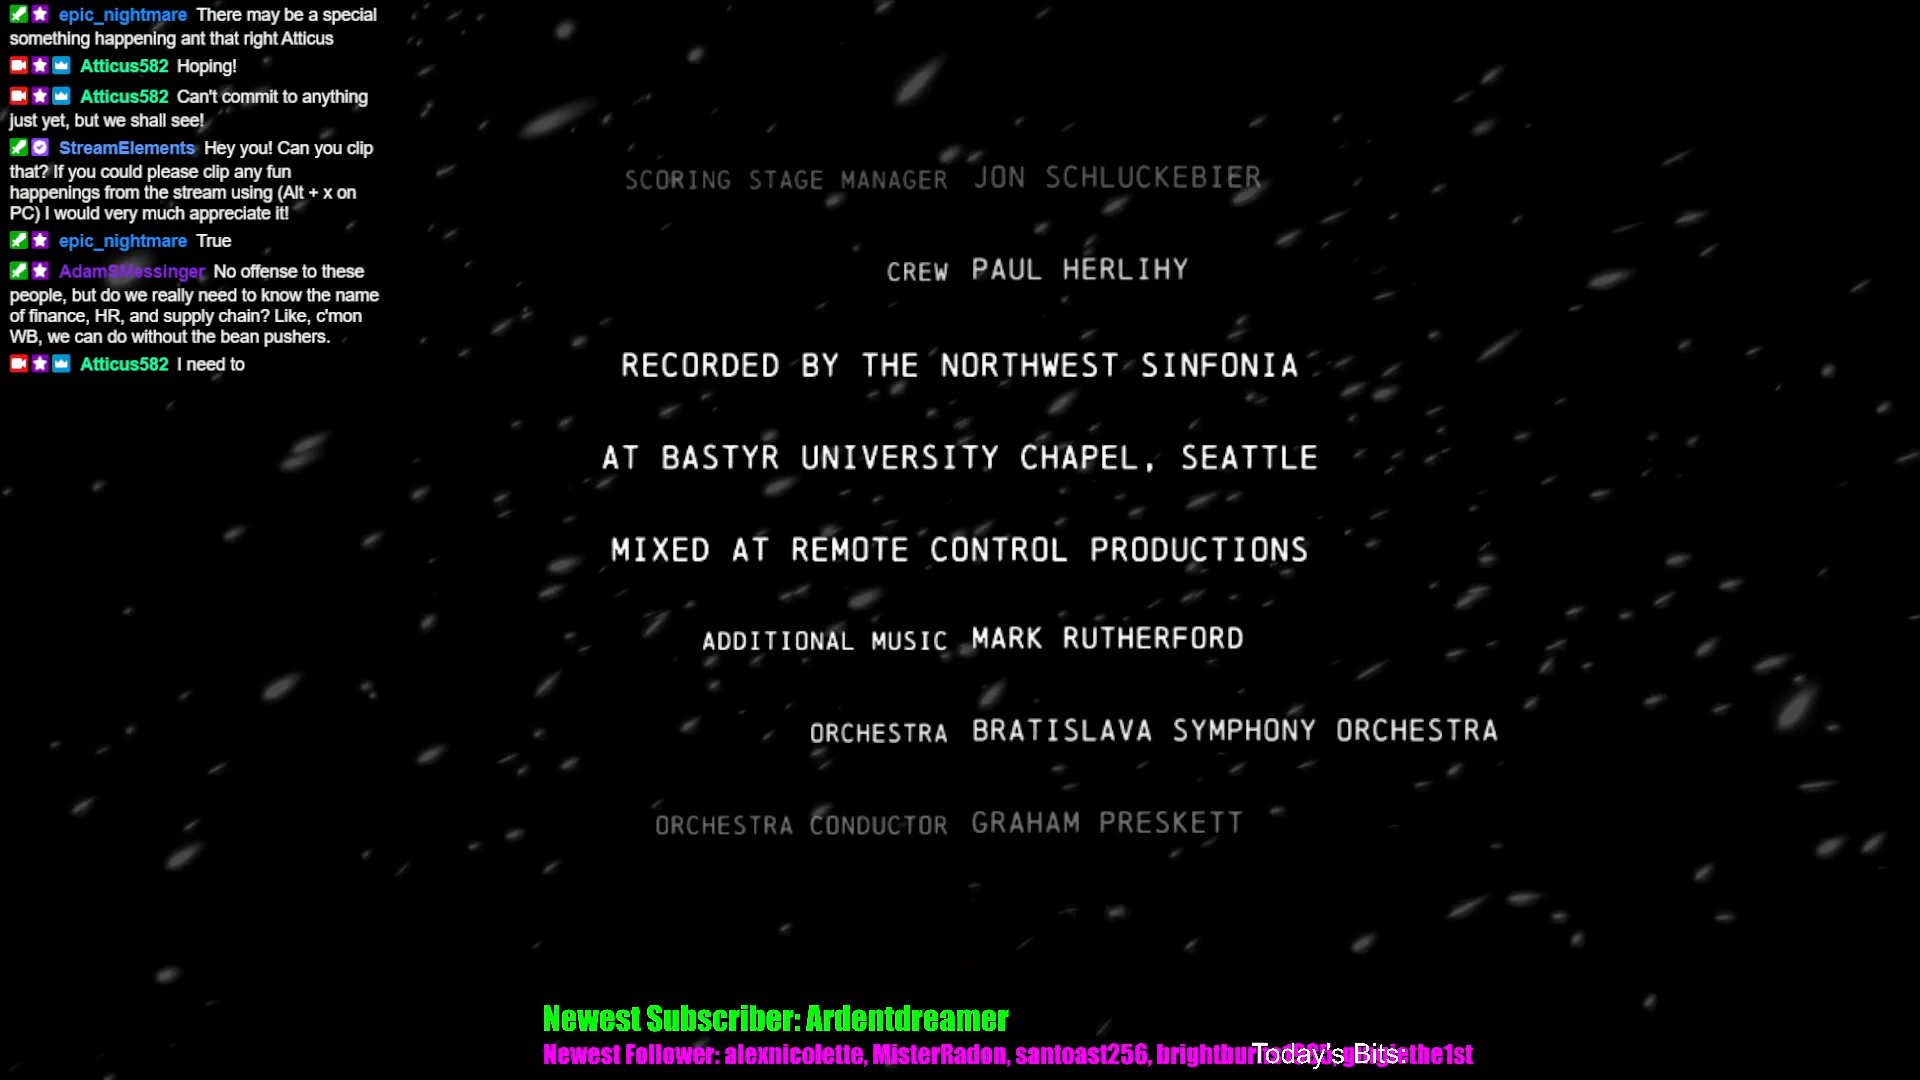 epic_nightmare There may be a special
something happening ant that right Atticus
Atticus582 Hoping!
Atticus582 Can't commit to anything
just yet, but we shall see!
StreamElements Hey you! Can you clip
that? If you could please clip any fun
happenings from the stream using (Alt + x on
PC) I would very much appreciate it!
epic_nightmare True
AdamSMessinger No offense to these
people, but do we really need to know the name
of finance, HR, and supply chain? Like, c'mon
WB, we can do without the bean pushers.
Atticus582 I need to
SCORING STAGE MANAGER JON SCHLUCKEBIER
CREW PAUL HERLIHY
RECORDED BY THE NORTHWEST SINFONIA
AT BASTYR UNIVERSITY CHAPEL, SEATTLE
MIXED AT REMOTE CONTROL PRODUCTIONS
ADDITIONAL MUSIC MARK RUTHERFORD
ORCHESTRA BRATISLAVA SYMPHONY ORCHESTRA
ORCHESTRA CONDUCTOR GRAHAM PRESKETT
Newest Subscriber: Ardentdreamer
Newest Follower: alexnicolette, MisterRadon, santoast256,
Today's Bits: